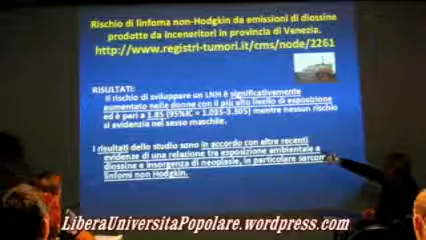 Rischio di linfoma non-Hodgkin da emissioni di diossine
prodotte da inceneritori in provincia di Venezia.
http://www.registri-tumori.it/cms/node/2261
RISULTATI:
Il rischio di sviluppare un LNH è significativamente
aumentato nelle donne con il più alto livello di esposizione
ed è pari a 1.85 (95%IC = 1.015-3.305) mentre nessun rischio
si evidenzia nel sesso maschile.
I risultati dello studio sono in accordo con altre recenti
evidenze di una relazione tra esposizione ambientale a
diossine e insorgenza di neoplasie, in particolare
linfomi non Hodgkin.
LiberaUniversitaPopolare.wordpress.com